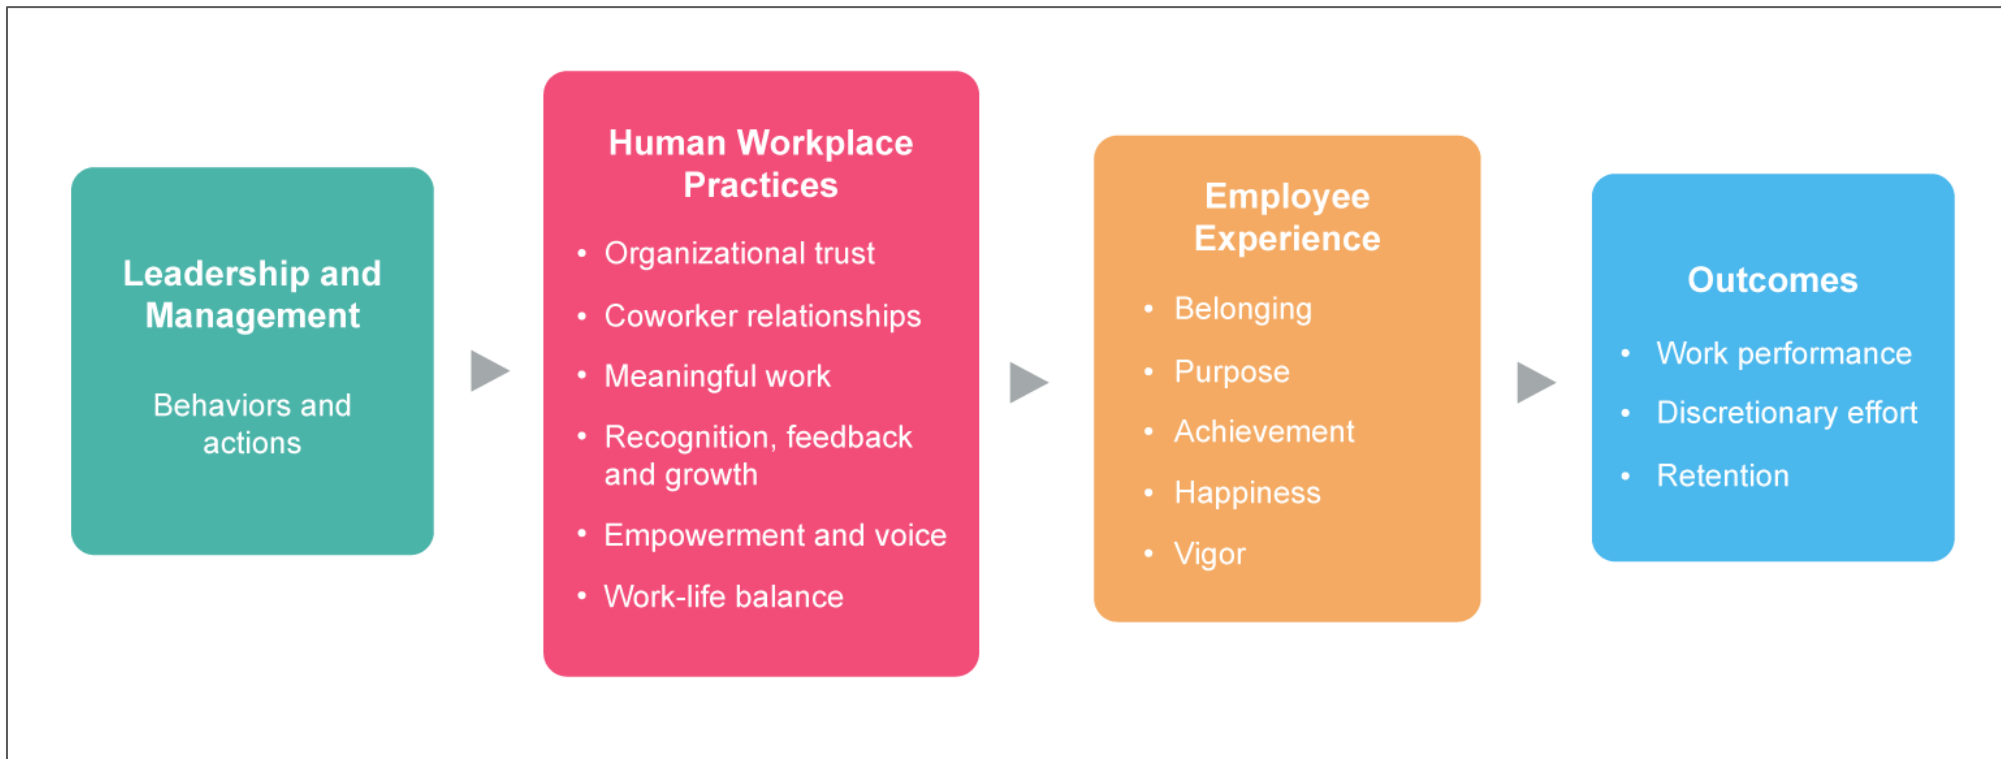 Leadership and
Management
Behaviors and
actions
Human Workplace
Practices
• Organizational trust
• Coworker relationships
• Meaningful work
• Recognition, feedback
and growth
• Empowerment and voice
• Work-life balance
Employee
Experience
• Belonging
• Purpose
• Achievement
• Happiness
• Vigor
Outcomes
• Work performance
• Discretionary effort
• Retention